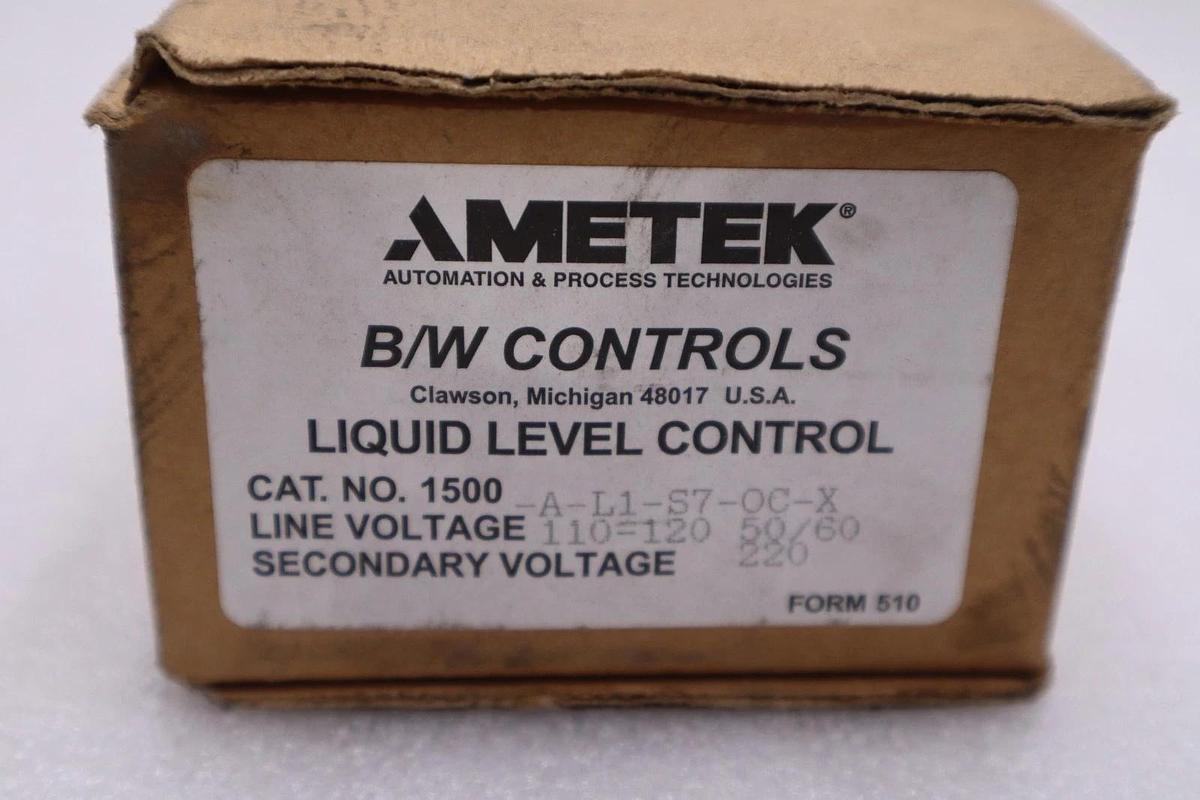 AMETEK®
AUTOMATION & PROCESS TECHNOLOGIES
B/W CONTROLS
Clawson, Michigan 48017 U.S.A.
LIQUID LEVEL CONTROL
CAT. NO. 1500 -A-L1-S7-OC-X
LINE VOLTAGE 110=120 50/60
SECONDARY VOLTAGE 220
FORM 510